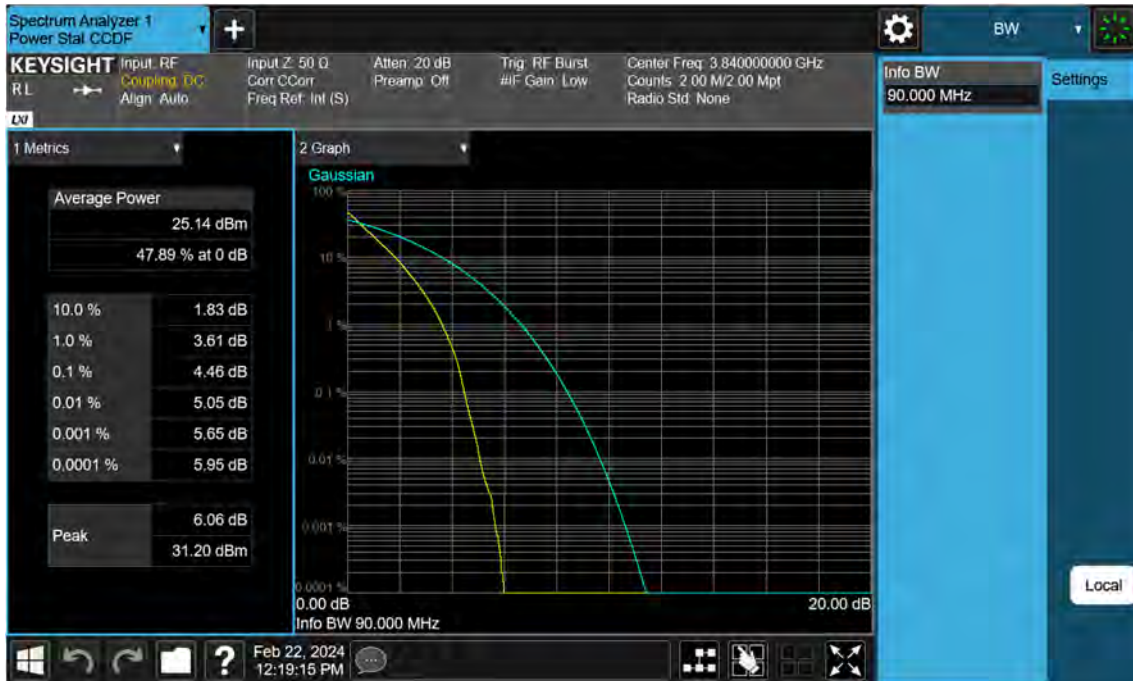 Spectrum Analyzer 1
Power Stat CCDF
BW
KEYSIGHT
RL
LXI
Input: RF
Coupling: DC
Align: Auto
Input Z: 50 Ω
Corr CCorr
Freq Ref: Int (S)
Atten: 20 dB
Preamp: Off
Trig: RF Burst
#IF Gain: Low
Center Freq: 3.840000000 GHz
Counts: 2.00 M/2.00 Mpt
Radio Std: None
Info BW
90.000 MHz
Settings
1 Metrics
Average Power
25.14 dBm
47.89 % at 0 dB
10.0 % 1.83 dB
1.0 % 3.61 dB
0.1 % 4.46 dB
0.01 % 5.05 dB
0.001 % 5.65 dB
0.0001 % 5.95 dB
Peak
6.06 dB
31.20 dBm
2 Graph
Gaussian
100 %
10 %
1 %
0.1 %
0.01 %
0.001 %
0.0001 %
0.00 dB 20.00 dB
Info BW 90.000 MHz
Local
Feb 22, 2024
12:19:15 PM